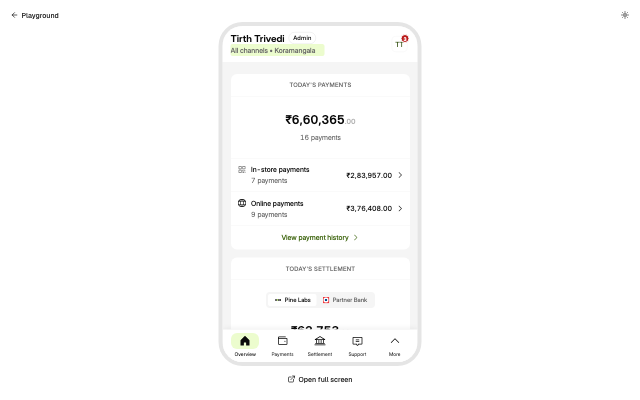 Playground
Tirth Trivedi Admin
All channels • Koramangala
TT 3
TODAY'S PAYMENTS
₹6,60,365.00
16 payments
In-store payments
7 payments
₹2,83,957.00
Online payments
9 payments
₹3,76,408.00
View payment history
TODAY'S SETTLEMENT
Pine Labs Partner Bank
Overview Payments Settlement Support More
Open full screen